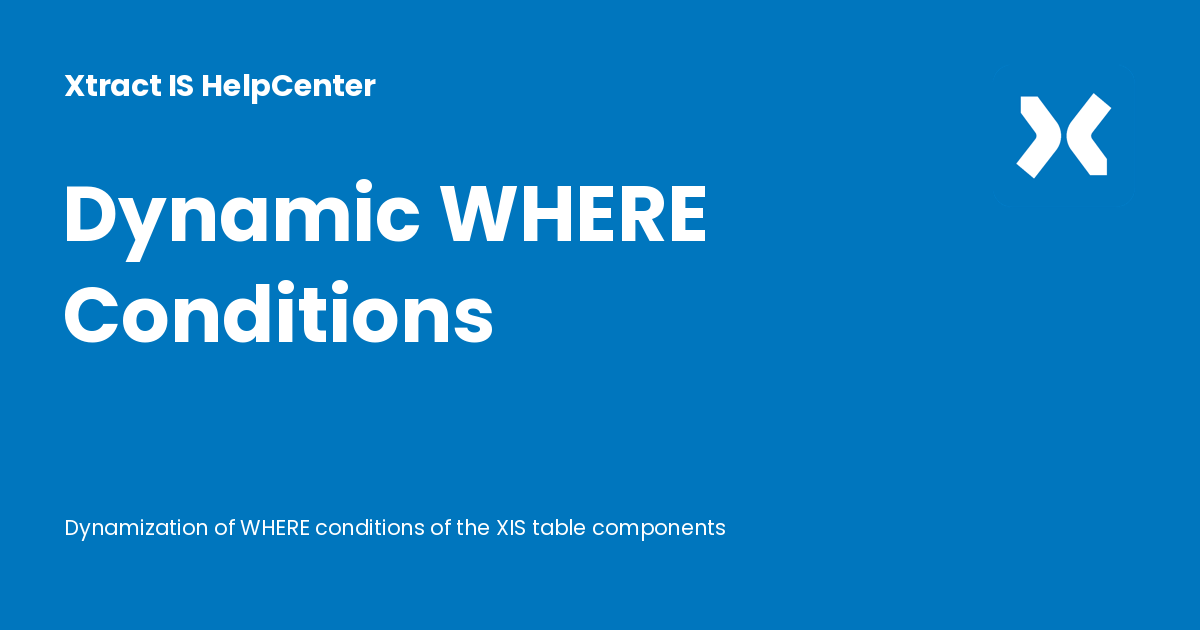 Xtract IS HelpCenter
Dynamic WHERE
Conditions
Dynamization of WHERE conditions of the XIS table components